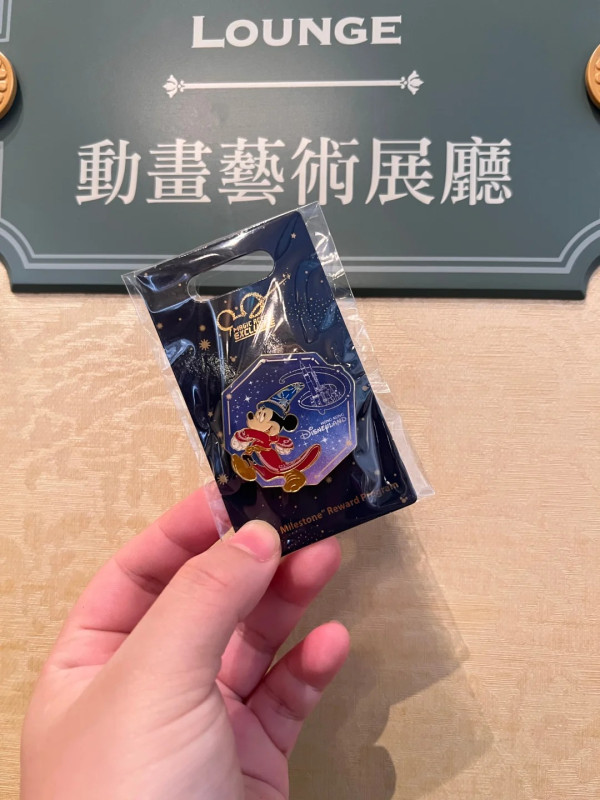 LOUNGE
動畫藝術展廳
MAGIC ACCESS
EXCLUSIVE
HONG KONG
DISNEYLAND
Milestone Reward Program